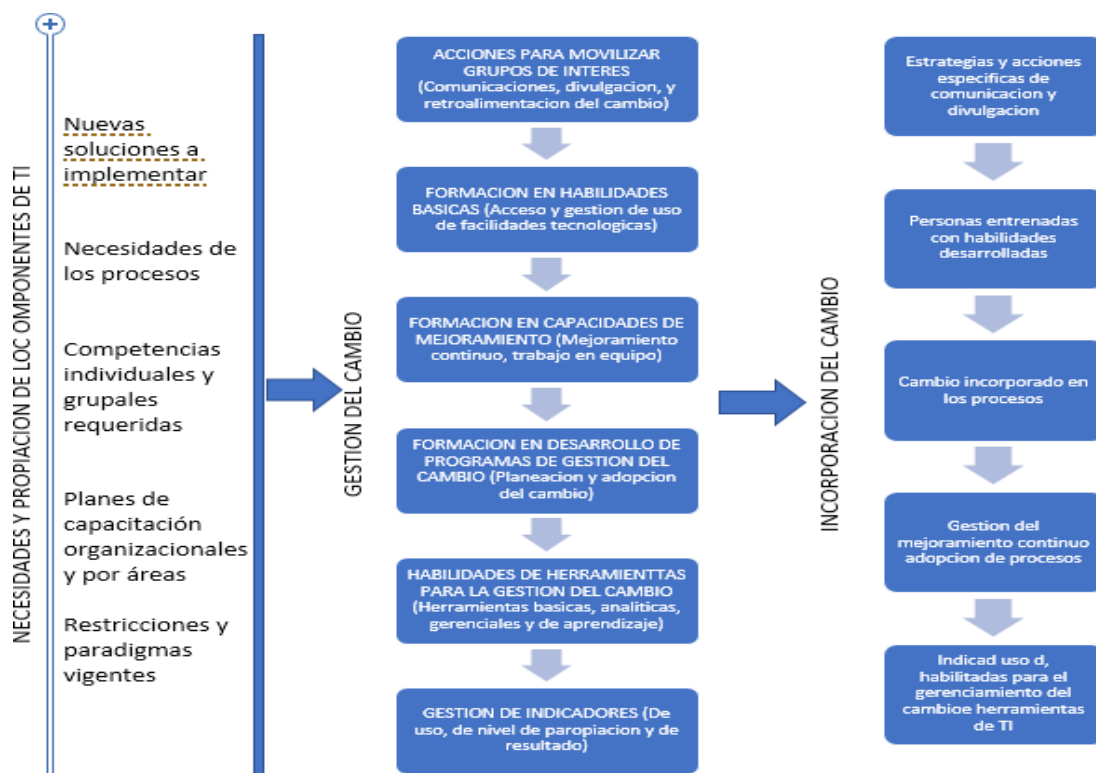 NECESIDADES Y PROPIACION DE LOC OMPONENTES DE TI
Nuevas
soluciones a
implementar
Necesidades de
los procesos
Competencias
individuales y
grupales
requeridas
Planes de
capacitación
organizacionales
y por áreas
Restricciones y
paradigmas
vigentes
GESTION DEL CAMBIO
ACCIONES PARA MOVILIZAR
GRUPOS DE INTERES
(Comunicaciones, divulgacion, y
retroalimentacion del cambio)
FORMACION EN HABILIDADES
BASICAS (Acceso y gestion de uso
de facilidades tecnologicas)
FORMACION EN CAPACIDADES DE
MEJORAMIENTO (Mejoramiento
continuo, trabajo en equipo)
FORMACION EN DESARROLLO DE
PROGRAMAS DE GESTION DEL
CAMBIO (Planeacion y adopcion
del cambio)
HABILIDADES DE HERRAMIENTTAS
PARA LA GESTION DEL CAMBIO
(Herramientas basicas, analiticas,
gerenciales y de aprendizaje)
GESTION DE INDICADORES (De
uso, de nivel de paropiacion y de
resultado)
INCORPORACION DEL CAMBIO
Estrategias y acciones
especificas de
comunicacion y
divulgacion
Personas entrenadas
con habilidades
desarrolladas
Cambio incorporado en
los procesos
Gestion del
mejoramiento continuo
adopcion de procesos
Indicad uso d,
habilitadas para el
gerenciamiento del
cambioe herramientas
de TI